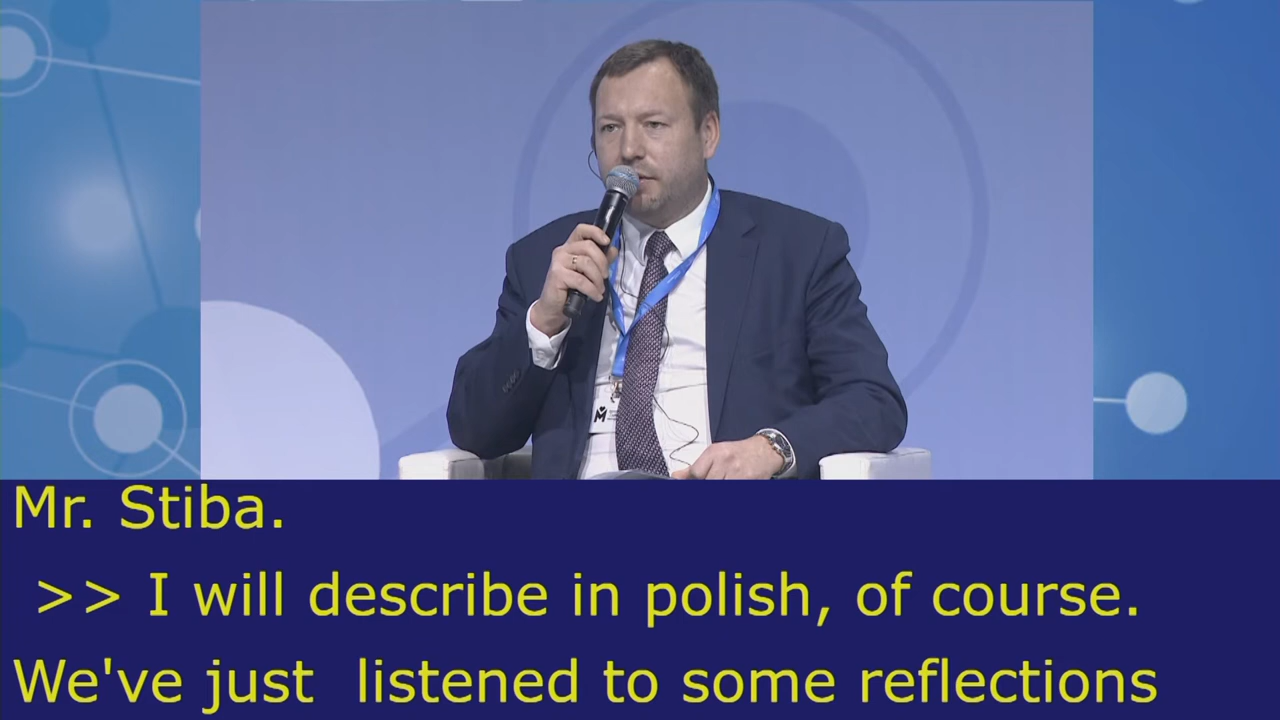 Mr. Stiba.
>> I will describe in polish, of course.
We've just  listened to some reflections